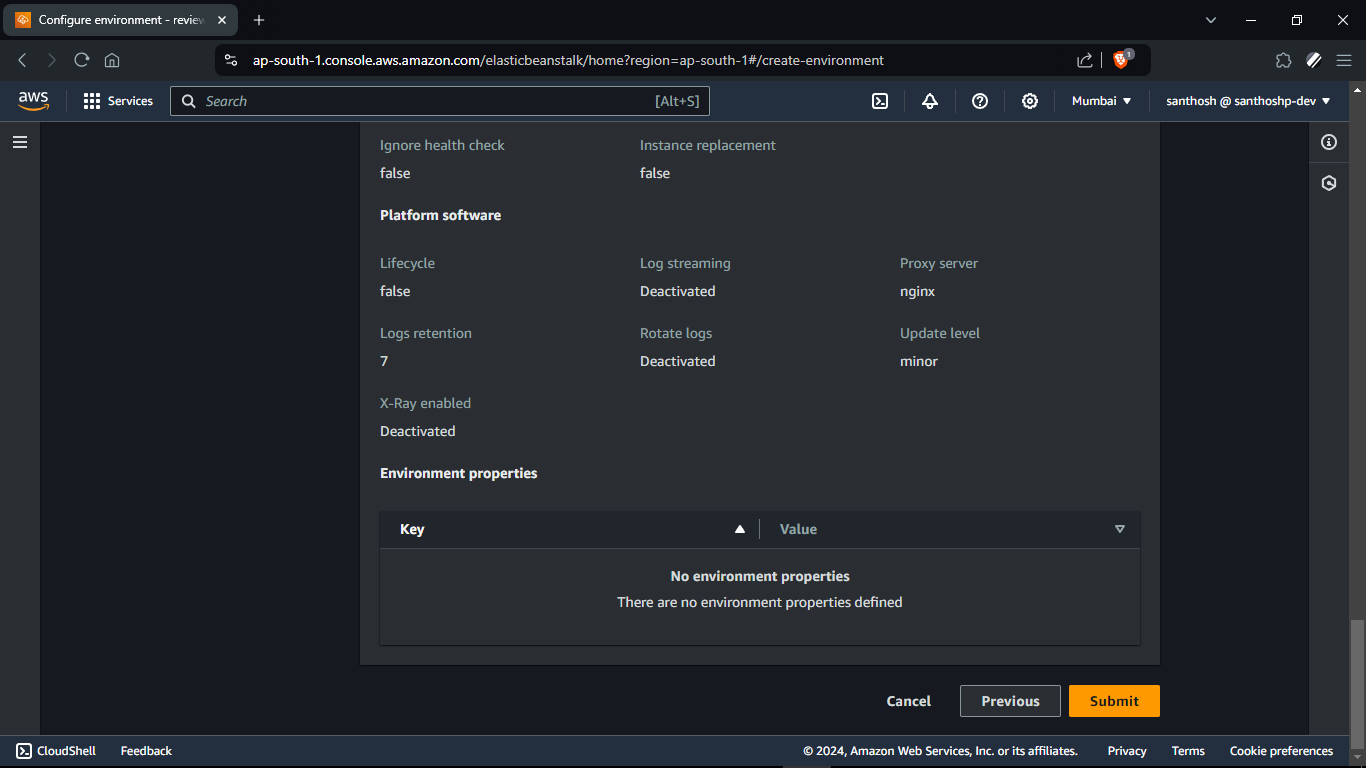 Configure environment - review
ap-south-1.console.aws.amazon.com/elasticbeanstalk/home?region=ap-south-1#/create-environment
1
aws
Services
Search
[Alt+S]
Mumbai
santhosh @ santhoshp-dev
Ignore health check
Instance replacement
false
false
Platform software
Lifecycle
Log streaming
Proxy server
false
Deactivated
nginx
Logs retention
Rotate logs
Update level
7
Deactivated
minor
X-Ray enabled
Deactivated
Environment properties
Key
Value
No environment properties
There are no environment properties defined
Cancel
Previous
Submit
CloudShell
Feedback
© 2024, Amazon Web Services, Inc. or its affiliates.
Privacy
Terms
Cookie preferences